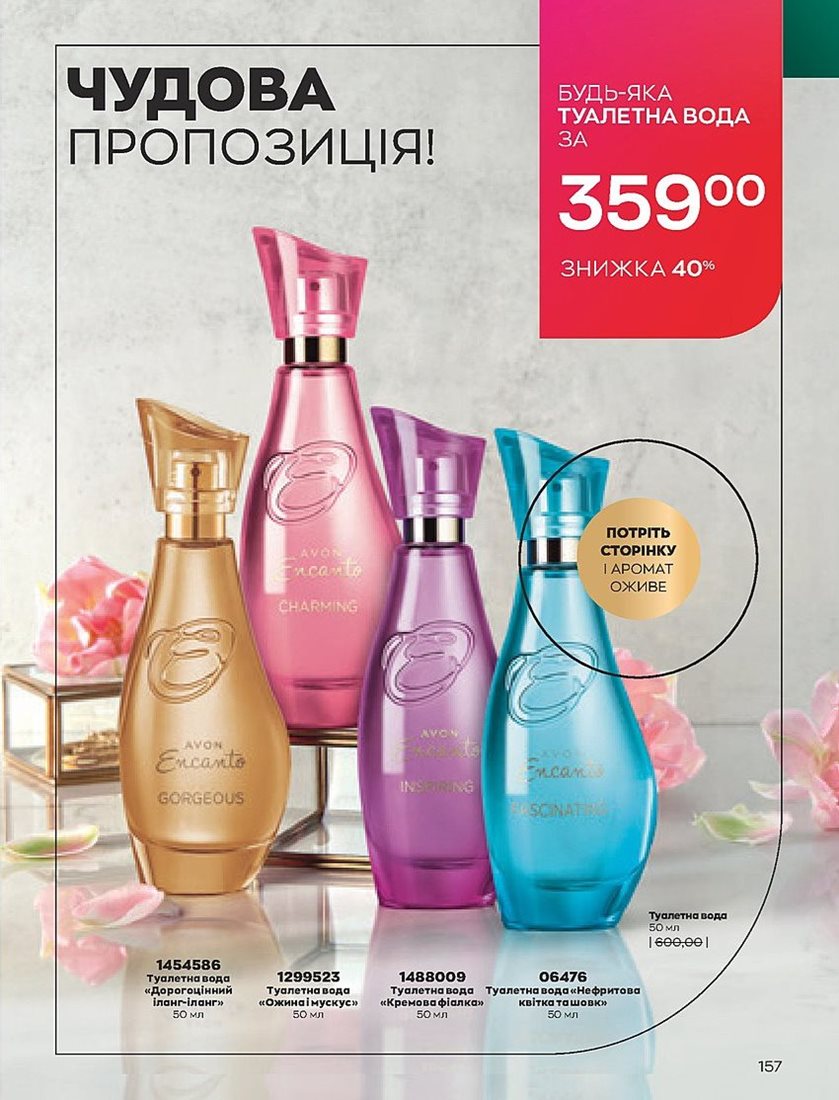 ЧУДОВА
ПРОПОЗИЦІЯ!
БУДЬ-ЯКА
ТУАЛЕТНА ВОДА
ЗА
359⁰⁰
ЗНИЖКА 40%
ПОТРІТЬ
СТОРІНКУ
І АРОМАТ
ОЖИВЕ
AVON
Encanto
CHARMING
AVON
Encanto
GORGEOUS
AVON
Encanto
INSPIRING
AVON
Encanto
FASCINATING
Туалетна вода
50 мл
| 600,00 |
1454586
Туалетна вода
«Дорогоцінний
іланг-іланг»
50 мл
1299523
Туалетна вода
«Ожина і мускус»
50 мл
1488009
Туалетна вода
«Кремова фіалка»
50 мл
06476
Туалетна вода «Нефритова
квітка та шовк»
50 мл
157